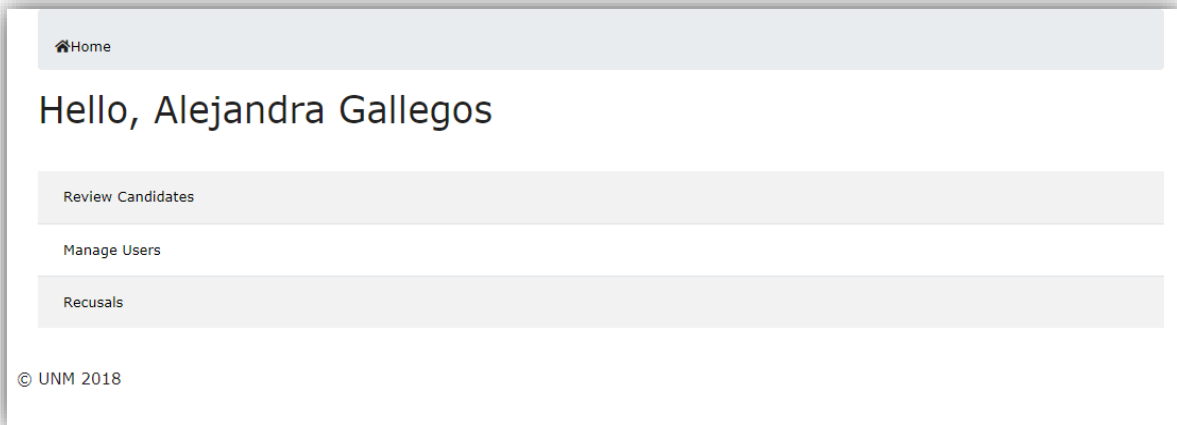 Home
Hello, Alejandra Gallegos
Review Candidates
Manage Users
Recusals
© UNM 2018